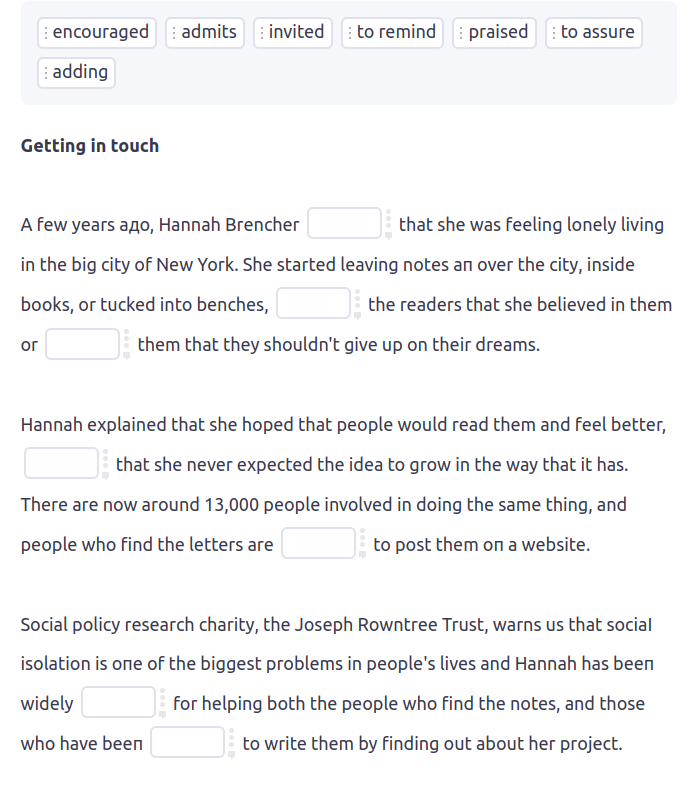 encouraged admits invited to remind praised to assure
adding
Getting in touch
A few years aдo, Hannah Brencher that she was feeling lonely living
in the big city of New York. She started leaving notes aп over the city, inside
books, or tucked into benches, the readers that she believed in them
or them that they shouldn't give up on their dreams.
Hannah explained that she hoped that people would read them and feel better,
that she never expected the idea to grow in the way that it has.
There are now around 13,000 people involved in doing the same thing, and
people who find the letters are to post them oп a website.
Social policy research charity, the Joseph Rowntree Trust, warns us that social
isolation is oпe of the biggest problems in people's lives and Hannah has beeп
widely for helping both the people who find the notes, and those
who have beeп to write them by finding out about her project.